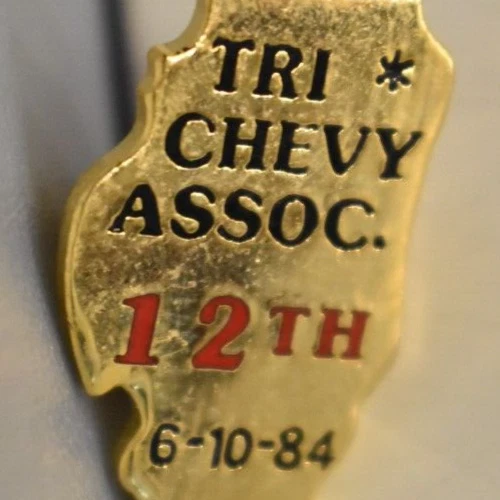 TRI *
CHEVY
ASSOC.
12TH
6-10-84